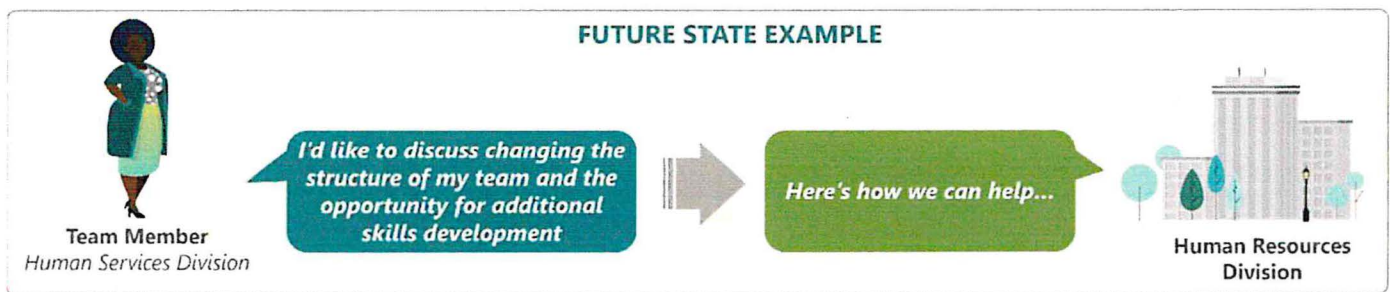 FUTURE STATE EXAMPLE
I'd like to discuss changing the
structure of my team and the
opportunity for additional
skills development
Here's how we can help...
Team Member
Human Services Division
Human Resources
Division